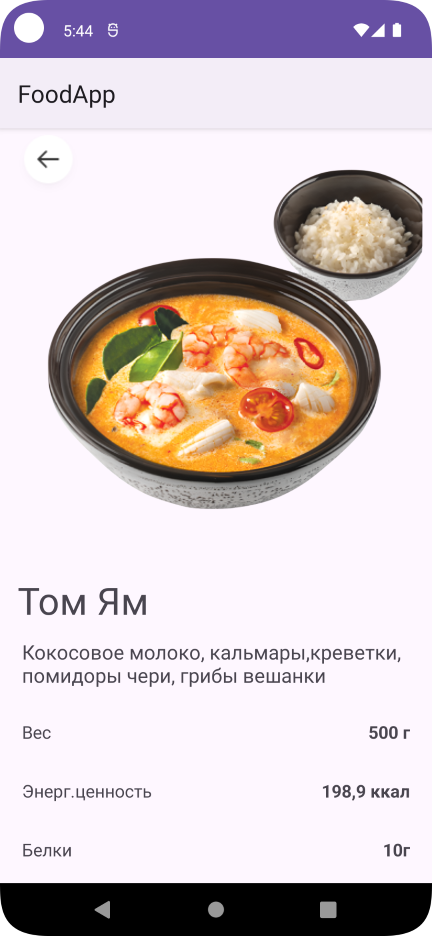 5:44
FoodApp
Том Ям
Кокосовое молоко, кальмары,креветки,
помидоры чери, грибы вешанки
Вес 500 г
Энерг.ценность 198,9 ккал
Белки 10г